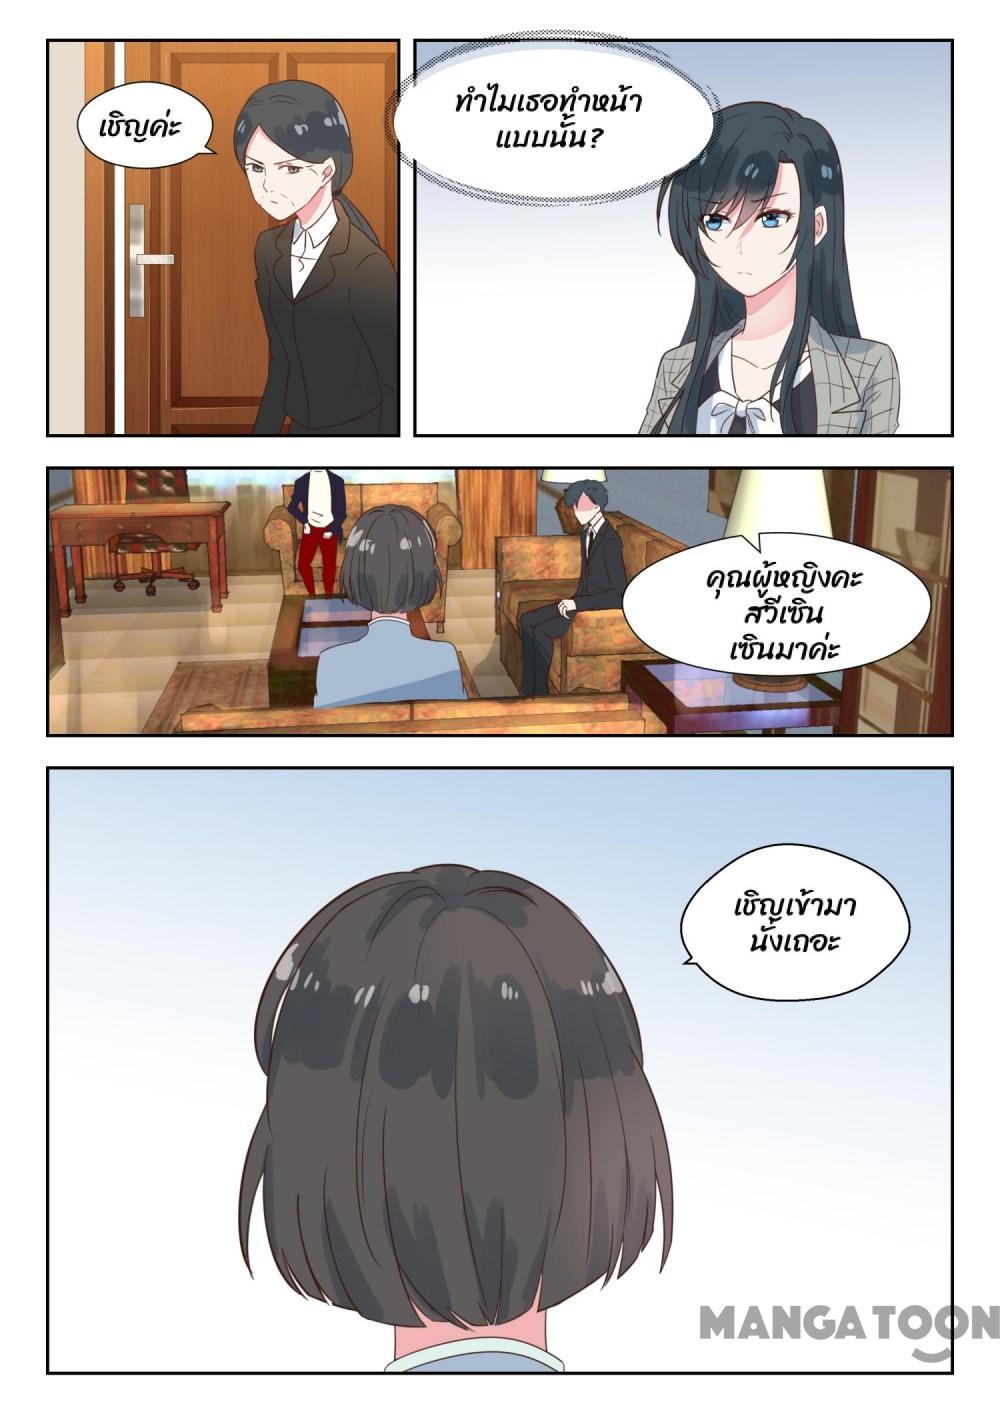 เชิญค่ะ
ทำไมเธอทำหน้า
แบบนั้น?
คุณผู้หญิงคะ
สวีเซิน
เซินมาค่ะ
เชิญเข้ามา
นั่งเถอะ
MANGATOON